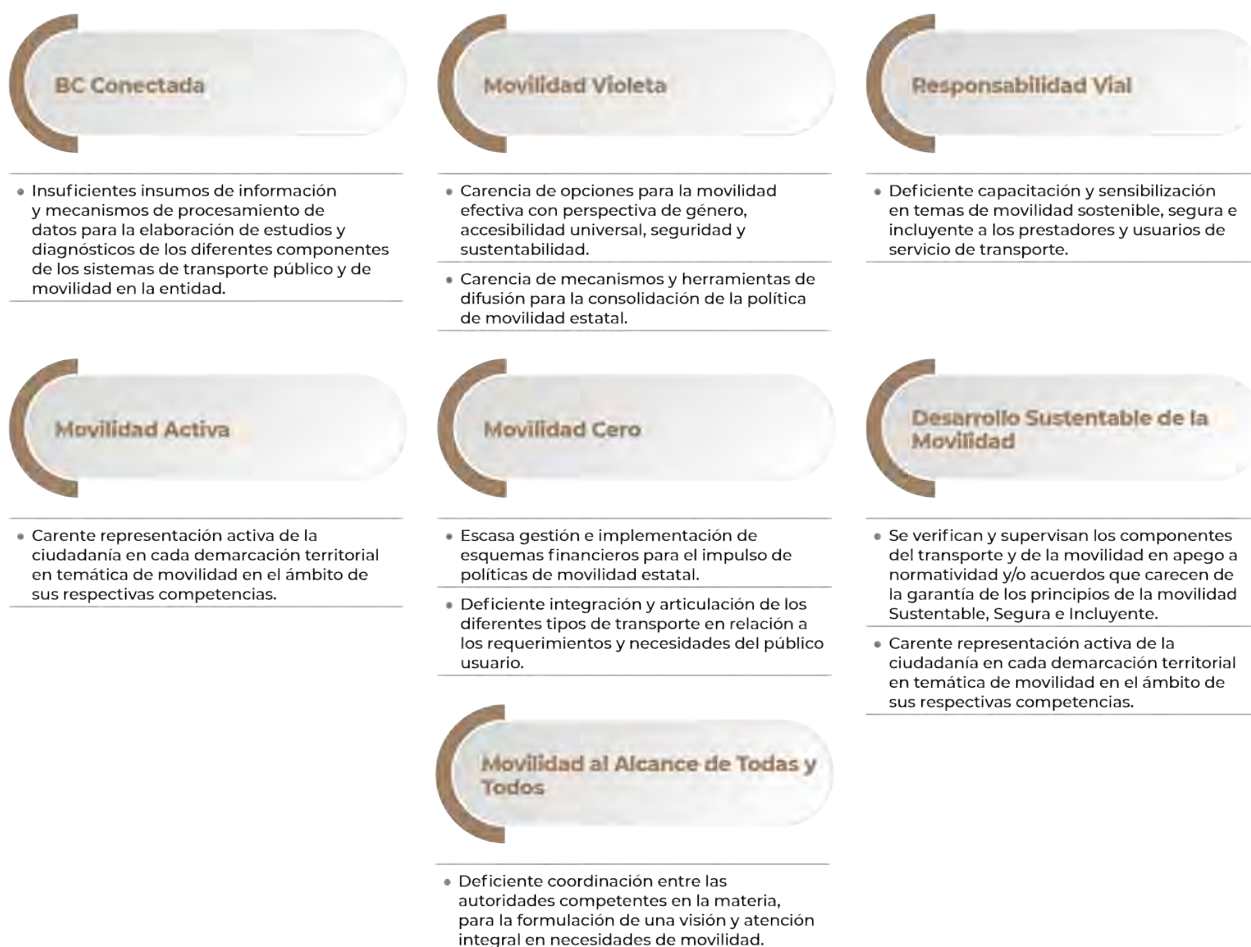 BC Conectada
• Insuficientes insumos de información
y mecanismos de procesamiento de
datos para la elaboración de estudios y
diagnósticos de los diferentes componentes
de los sistemas de transporte público y de
movilidad en la entidad.
Movilidad Violeta
• Carencia de opciones para la movilidad
efectiva con perspectiva de género,
accesibilidad universal, seguridad y
sustentabilidad.
• Carencia de mecanismos y herramientas de
difusión para la consolidación de la política
de movilidad estatal.
Responsabilidad Vial
• Deficiente capacitación y sensibilización
en temas de movilidad sostenible, segura e
incluyente a los prestadores y usuarios de
servicio de transporte.
Movilidad Activa
• Carente representación activa de la
ciudadanía en cada demarcación territorial
en temática de movilidad en el ámbito de
sus respectivas competencias.
Movilidad Cero
• Escasa gestión e implementación de
esquemas financieros para el impulso de
políticas de movilidad estatal.
• Deficiente integración y articulación de los
diferentes tipos de transporte en relación a
los requerimientos y necesidades del público
usuario.
Desarrollo Sustentable de la
Movilidad
• Se verifican y supervisan los componentes
del transporte y de la movilidad en apego a
normatividad y/o acuerdos que carecen de
la garantía de los principios de la movilidad
Sustentable, Segura e Incluyente.
• Carente representación activa de la
ciudadanía en cada demarcación territorial
en temática de movilidad en el ámbito de
sus respectivas competencias.
Movilidad al Alcance de Todas y
Todos
• Deficiente coordinación entre las
autoridades competentes en la materia,
para la formulación de una visión y atención
integral en necesidades de movilidad.